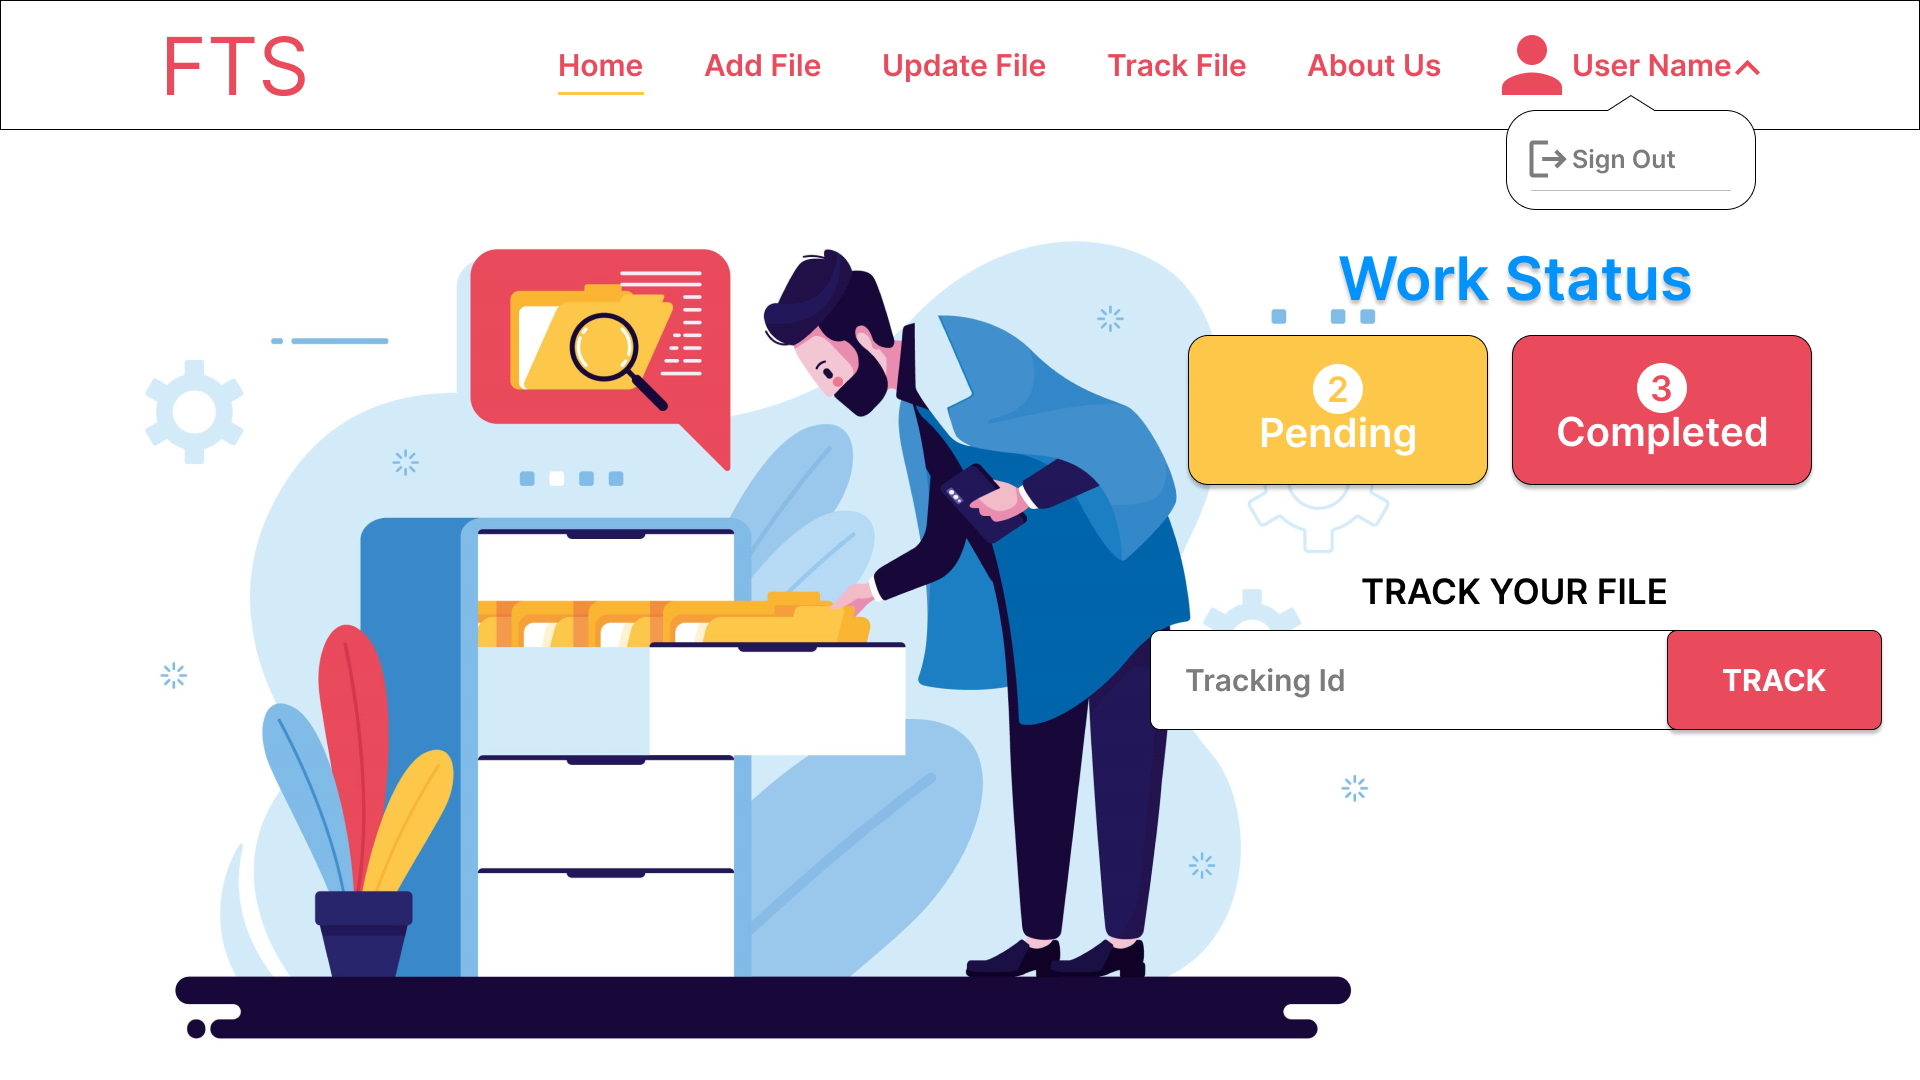 FTS
Home
Add File
Update File
Track File
About Us
User Name
Sign Out
Work Status
2
Pending
3
Completed
TRACK YOUR FILE
Tracking Id
TRACK